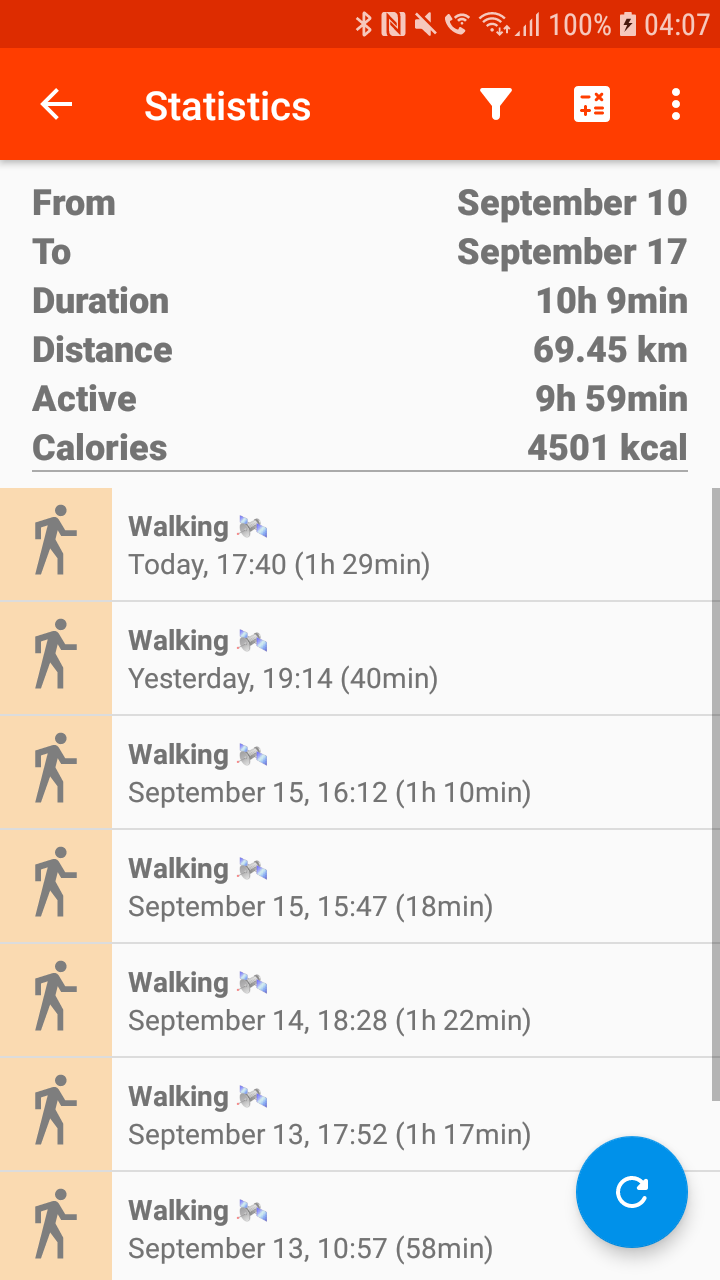 100% 04:07
Statistics
From September 10
To September 17
Duration 10h 9min
Distance 69.45 km
Active 9h 59min
Calories 4501 kcal
Walking
Today, 17:40 (1h 29min)
Walking
Yesterday, 19:14 (40min)
Walking
September 15, 16:12 (1h 10min)
Walking
September 15, 15:47 (18min)
Walking
September 14, 18:28 (1h 22min)
Walking
September 13, 17:52 (1h 17min)
Walking
September 13, 10:57 (58min)